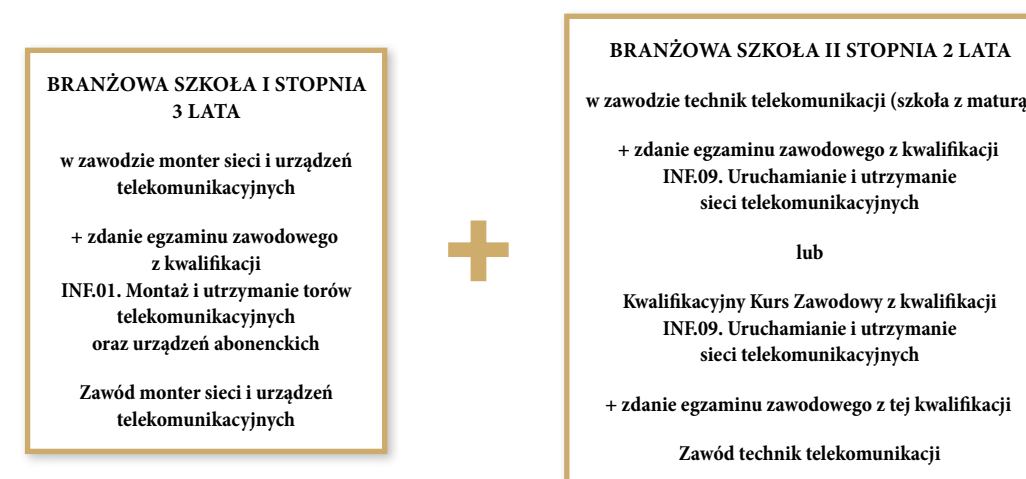 BRANŻOWA SZKOŁA I STOPNIA
3 LATA
w zawodzie monter sieci i urządzeń
telekomunikacyjnych
+ zdanie egzaminu zawodowego
z kwalifikacji
INF.01. Montaż i utrzymanie torów
telekomunikacyjnych
oraz urządzeń abonenckich
Zawód monter sieci i urządzeń
telekomunikacyjnych
+
BRANŻOWA SZKOŁA II STOPNIA 2 LATA
w zawodzie technik telekomunikacji (szkoła z maturą
+ zdanie egzaminu zawodowego z kwalifikacji
INF.09. Uruchamianie i utrzymanie
sieci telekomunikacyjnych
lub
Kwalifikacyjny Kurs Zawodowy z kwalifikacji
INF.09. Uruchamianie i utrzymanie
sieci telekomunikacyjnych
+ zdanie egzaminu zawodowego z tej kwalifikacji
Zawód technik telekomunikacji